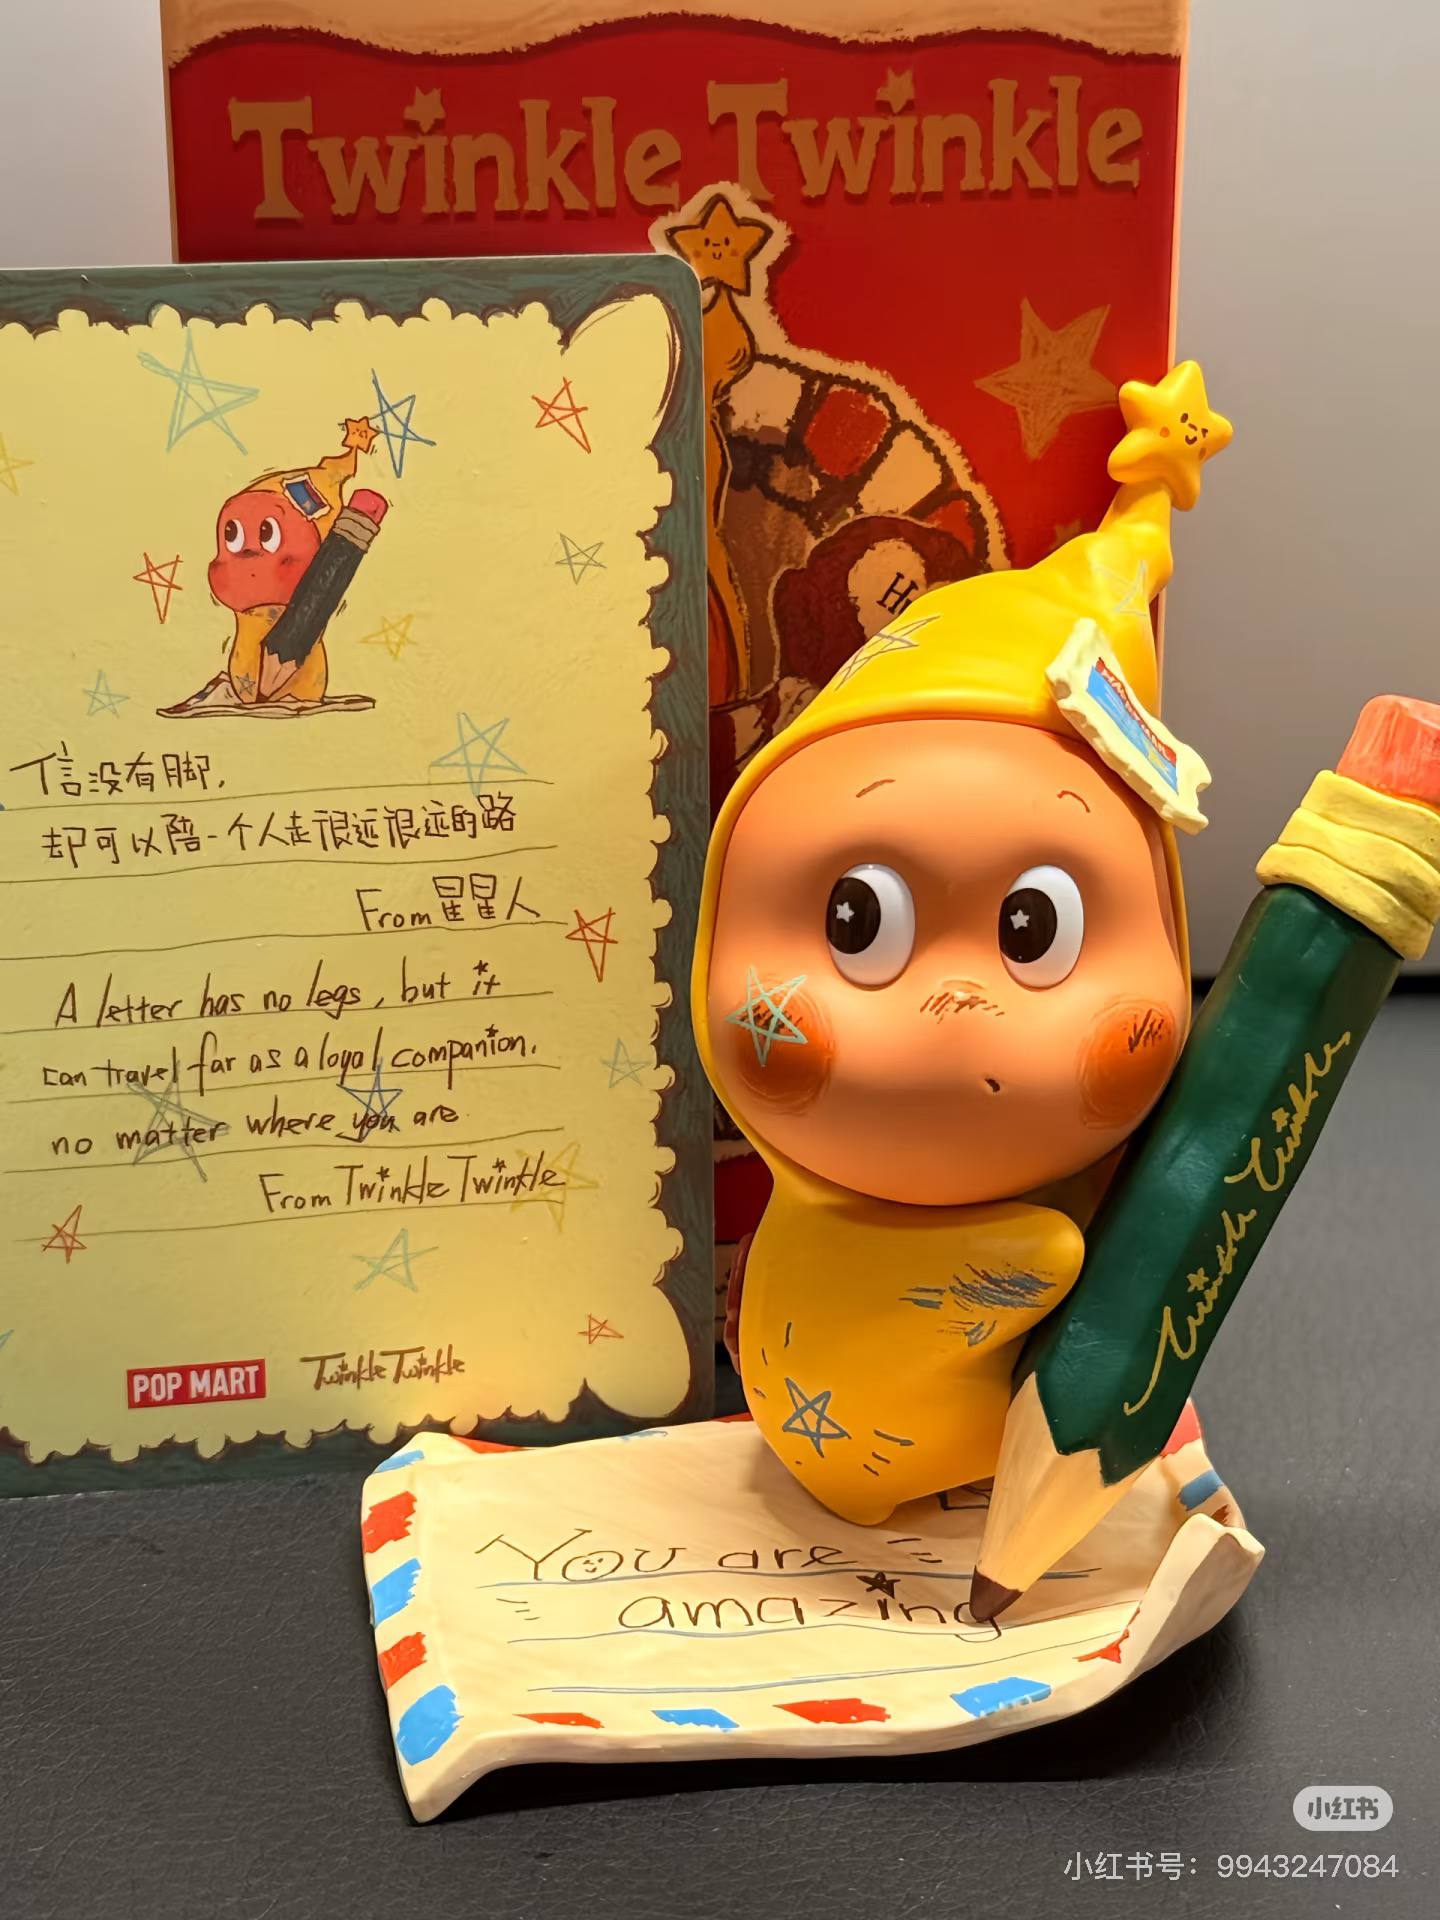 Twinkle Twinkle
信没有脚,
却可以陪一个人走很远很远的路
From 星星人
A letter has no legs, but it
can travel far as a loyal companion,
no matter where you are
From Twinkle Twinkle
POP MART
Twinkle Twinkle
Twinkle Twinkle
You are
amazing
小红书
小红书号：9943247084